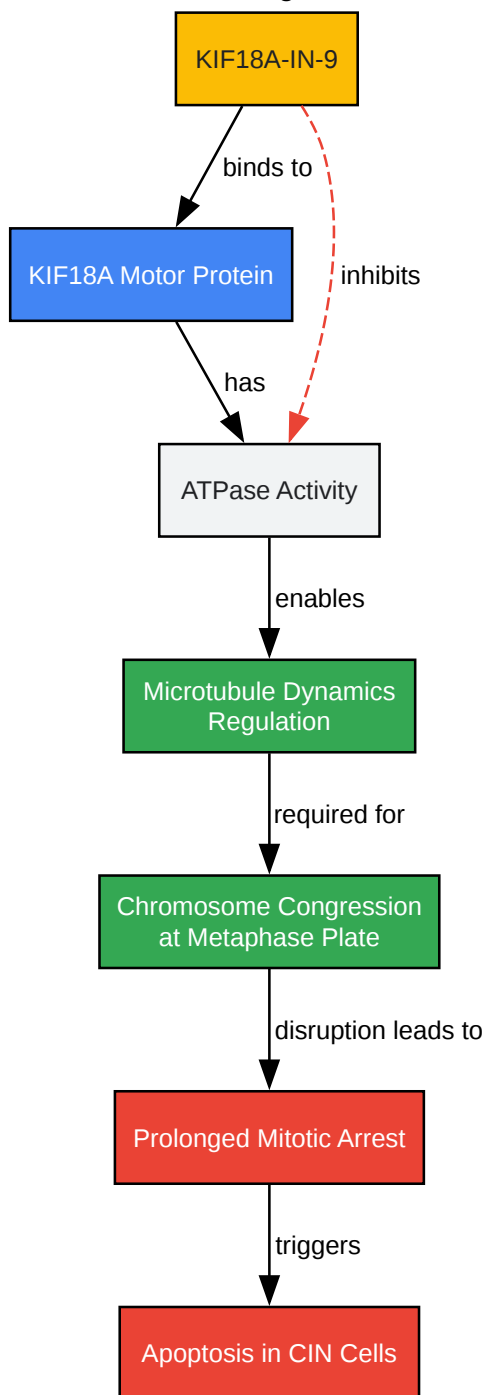 KIF18A-IN-9
binds to
KIF18A Motor Protein
inhibits
has
ATPase Activity
enables
Microtubule Dynamics
Regulation
required for
Chromosome Congression
at Metaphase Plate
disruption leads to
Prolonged Mitotic Arrest
triggers
Apoptosis in CIN Cells